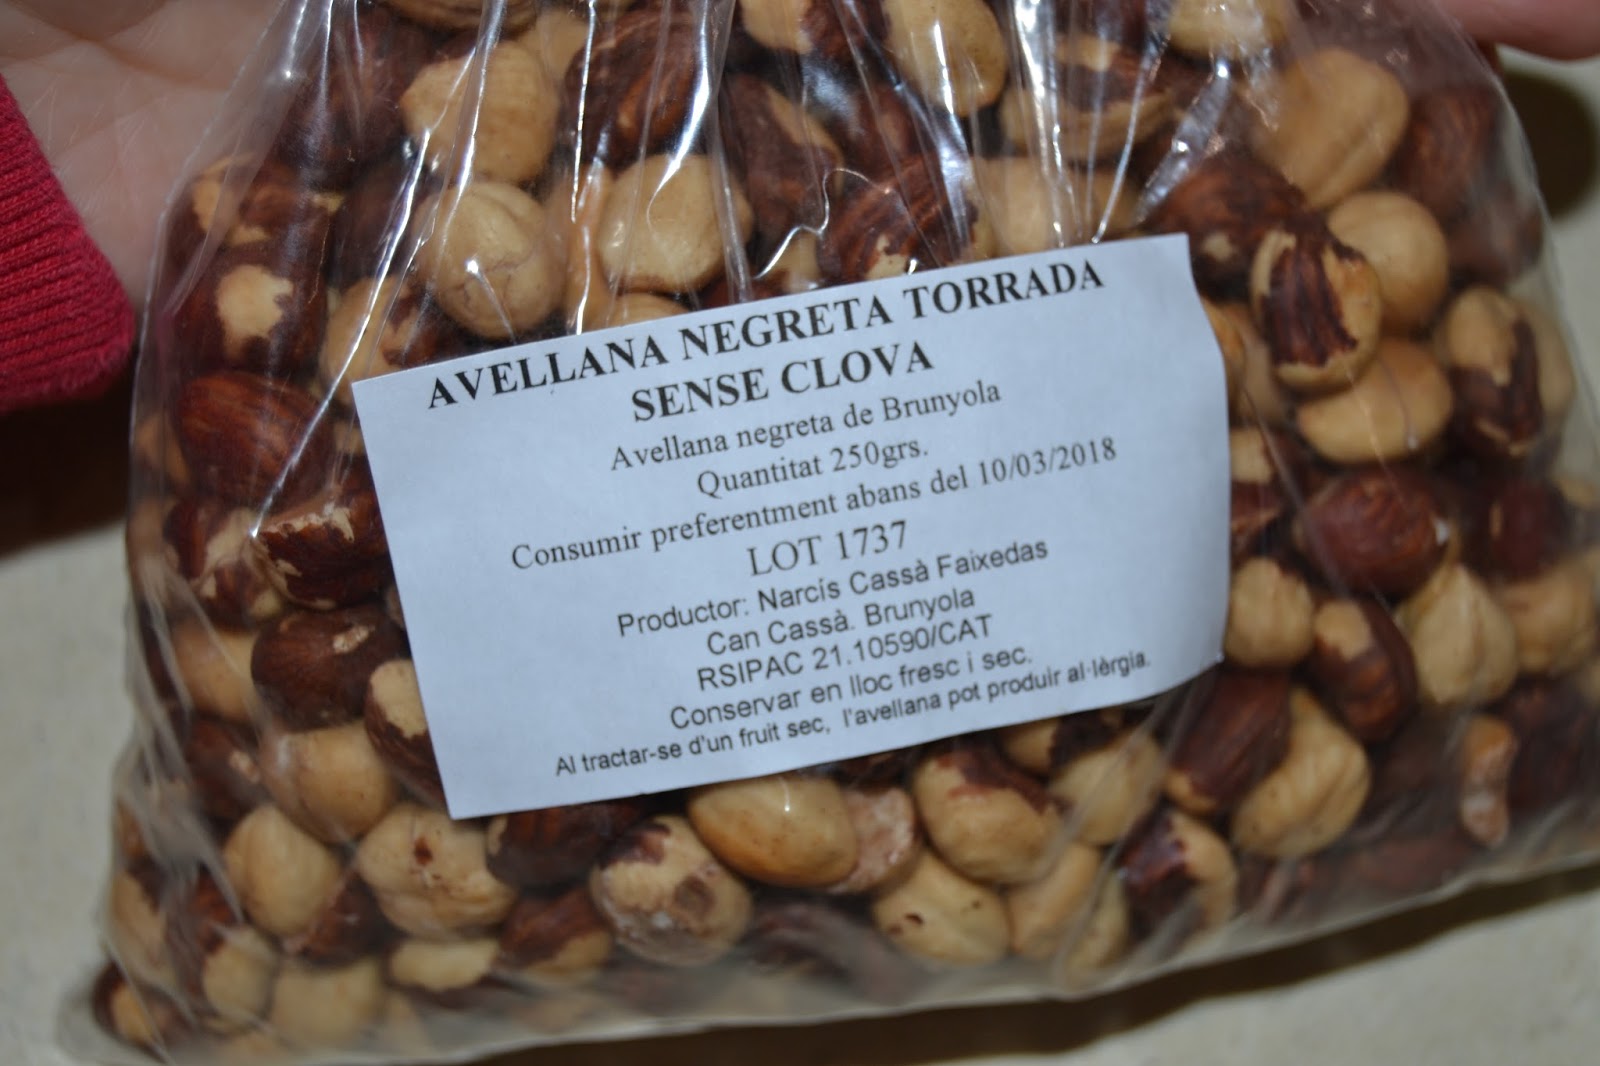 AVELLANA NEGRETA TORRADA
SENSE CLOVA
Avellana negreta de Brunyola
Quantitat 250grs.
Consumir preferentment abans del 10/03/2018
LOT 1737
Productor: Narcís Cassà Faixedas
Can Cassà. Brunyola
RSIPAC 21.10590/CAT
Conservar en lloc fresc i sec.
Al tractar-se d'un fruit sec, l'avellana pot produir al·lèrgia.